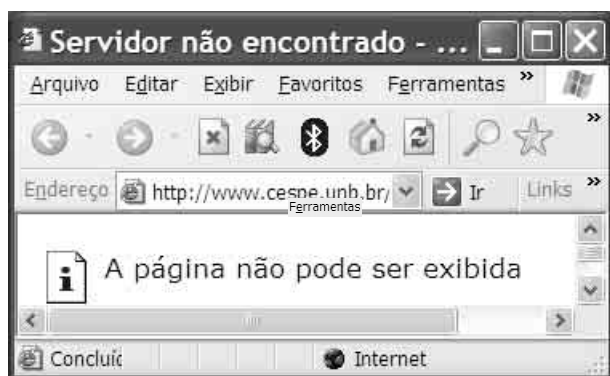 Servidor não encontrado - ...
Arquivo Editar Exibir Favoritos Ferramentas »
»
Endereço http://www.cespe.unb.br/ Ir Links »
Ferramentas
A página não pode ser exibida
Concluíd Internet